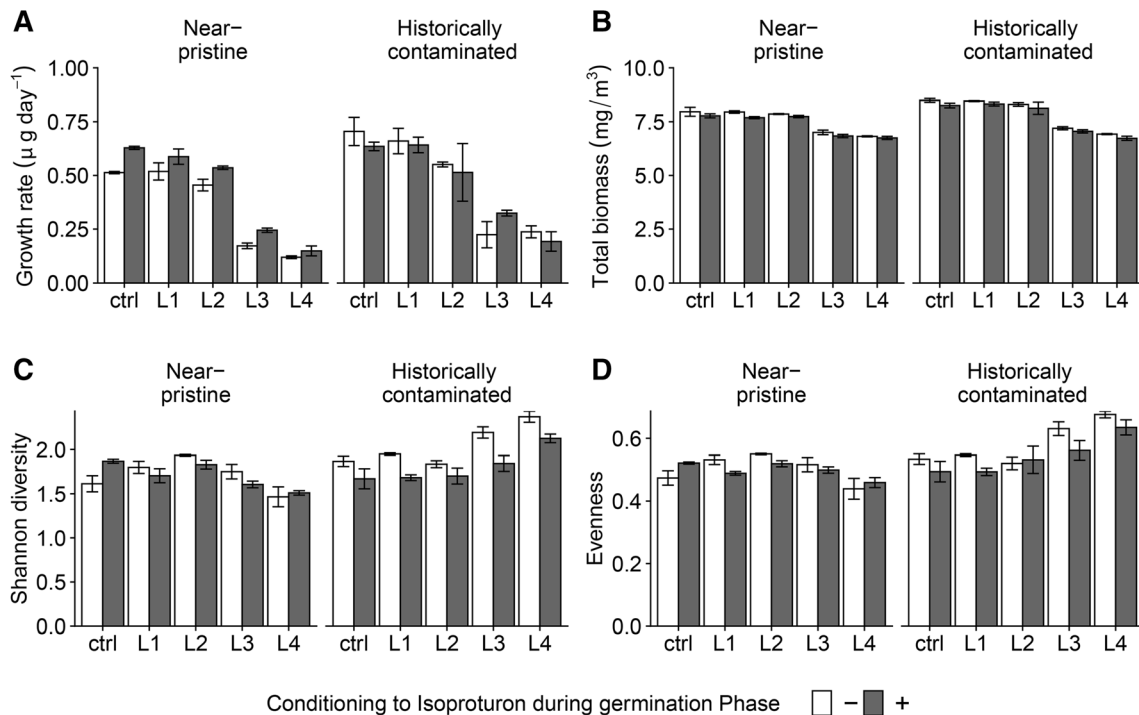 A
Near–
pristine
Historically
contaminated
Growth rate (μ g day⁻¹)
1.00
0.75
0.50
0.25
0.00
ctrl L1 L2 L3 L4
ctrl L1 L2 L3 L4
B
Near–
pristine
Historically
contaminated
Total biomass (mg/m³)
10.0
7.5
5.0
2.5
0.0
ctrl L1 L2 L3 L4
ctrl L1 L2 L3 L4
C
Near–
pristine
Historically
contaminated
Shannon diversity
2.0
1.5
1.0
0.5
0.0
ctrl L1 L2 L3 L4
ctrl L1 L2 L3 L4
D
Near–
pristine
Historically
contaminated
Evenness
0.6
0.4
0.2
0.0
ctrl L1 L2 L3 L4
ctrl L1 L2 L3 L4
Conditioning to Isoproturon during germination Phase − +